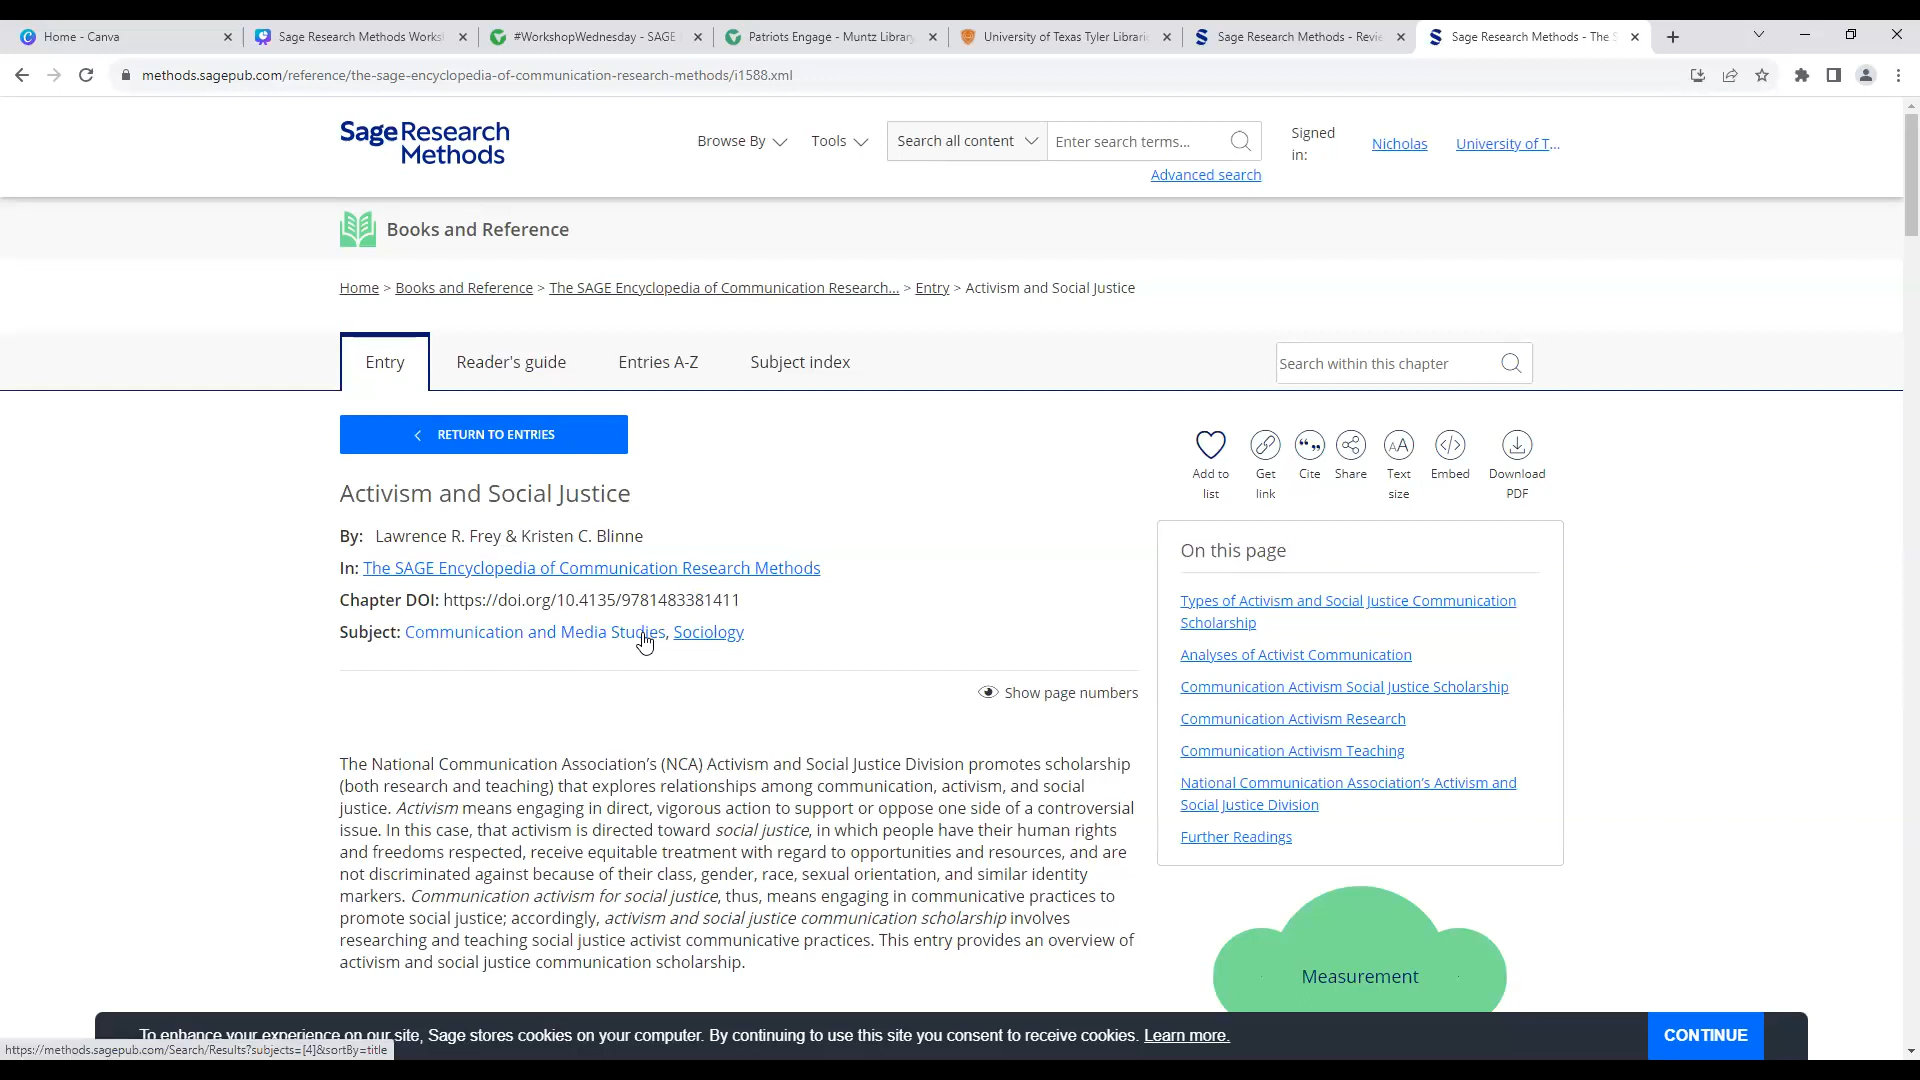 Home - Canva
Sage Research Methods Works
#WorkshopWednesday - SAGE
Patriots Engage - Muntz Library
University of Texas Tyler Librari
Sage Research Methods - Revie
Sage Research Methods - The S
methods.sagepub.com/reference/the-sage-encyclopedia-of-communication-research-methods/i1588.xml
Sage Research
Methods
Browse By
Tools
Search all content
Enter search terms...
Signed
in:
Nicholas
University of T...
Advanced search
Books and Reference
Home > Books and Reference > The SAGE Encyclopedia of Communication Research... > Entry > Activism and Social Justice
Entry
Reader's guide
Entries A-Z
Subject index
Search within this chapter
RETURN TO ENTRIES
Add to
list
Get
link
Cite
Share
Text
size
Embed
Download
PDF
Activism and Social Justice
By: Lawrence R. Frey & Kristen C. Blinne
In: The SAGE Encyclopedia of Communication Research Methods
Chapter DOI: https://doi.org/10.4135/9781483381411
Subject: Communication and Media Studies, Sociology
Show page numbers
The National Communication Association's (NCA) Activism and Social Justice Division promotes scholarship
(both research and teaching) that explores relationships among communication, activism, and social
justice. Activism means engaging in direct, vigorous action to support or oppose one side of a controversial
issue. In this case, that activism is directed toward social justice, in which people have their human rights
and freedoms respected, receive equitable treatment with regard to opportunities and resources, and are
not discriminated against because of their class, gender, race, sexual orientation, and similar identity
markers. Communication activism for social justice, thus, means engaging in communicative practices to
promote social justice; accordingly, activism and social justice communication scholarship involves
researching and teaching social justice activist communicative practices. This entry provides an overview of
activism and social justice communication scholarship.
On this page
Types of Activism and Social Justice Communication
Scholarship
Analyses of Activist Communication
Communication Activism Social Justice Scholarship
Communication Activism Research
Communication Activism Teaching
National Communication Association's Activism and
Social Justice Division
Further Readings
Measurement
To enhance your experience on our site, Sage stores cookies on your computer. By continuing to use this site you consent to receive cookies. Learn more.
CONTINUE
https://methods.sagepub.com/Search/Results?subjects=[4]&sortBy=title